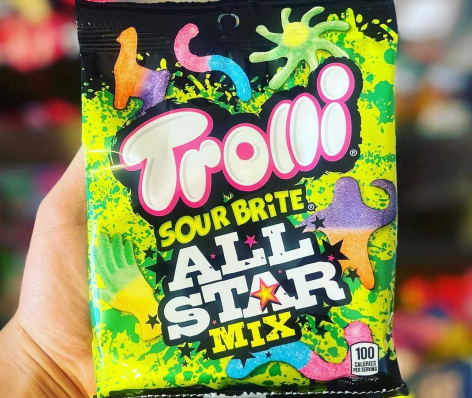 Trolli®
SOUR BRITE®
ALL
STAR
MIX
100
CALORIES
PER SERVING